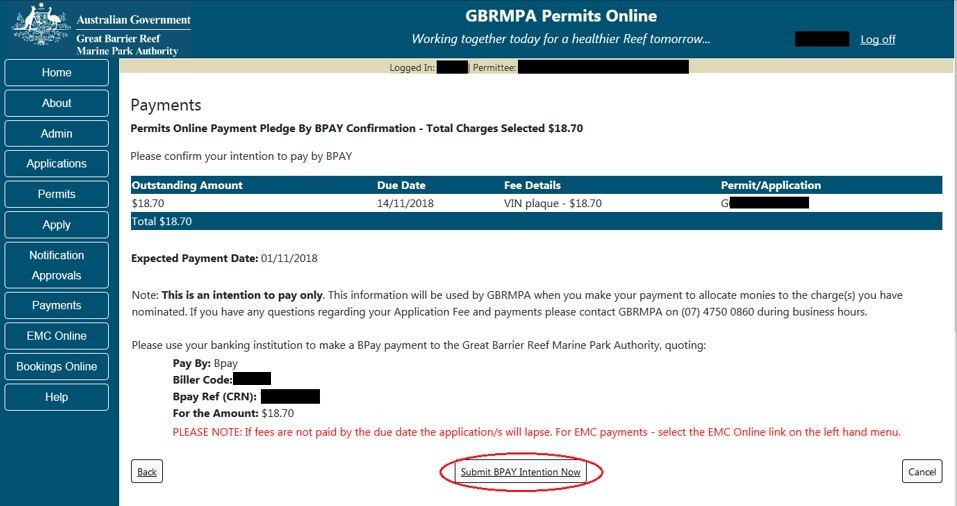 Australian Government
Great Barrier Reef
Marine Park Authority
GBRMPA Permits Online
Working together today for a healthier Reef tomorrow...
Log off
Logged In: | Permittee:
Home
About
Admin
Applications
Permits
Apply
Notification
Approvals
Payments
EMC Online
Bookings Online
Help
Payments
Permits Online Payment Pledge By BPAY Confirmation - Total Charges Selected $18.70
Please confirm your intention to pay by BPAY
Outstanding Amount Due Date Fee Details Permit/Application
$18.70 14/11/2018 VIN plaque - $18.70 G
Total $18.70
Expected Payment Date: 01/11/2018
Note: This is an intention to pay only. This information will be used by GBRMPA when you make your payment to allocate monies to the charge(s) you have
nominated. If you have any questions regarding your Application Fee and payments please contact GBRMPA on (07) 4750 0860 during business hours.
Please use your banking institution to make a BPay payment to the Great Barrier Reef Marine Park Authority, quoting:
Pay By: Bpay
Biller Code:
Bpay Ref (CRN):
For the Amount: $18.70
PLEASE NOTE: If fees are not paid by the due date the application/s will lapse. For EMC payments - select the EMC Online link on the left hand menu.
Back Submit BPAY Intention Now Cancel